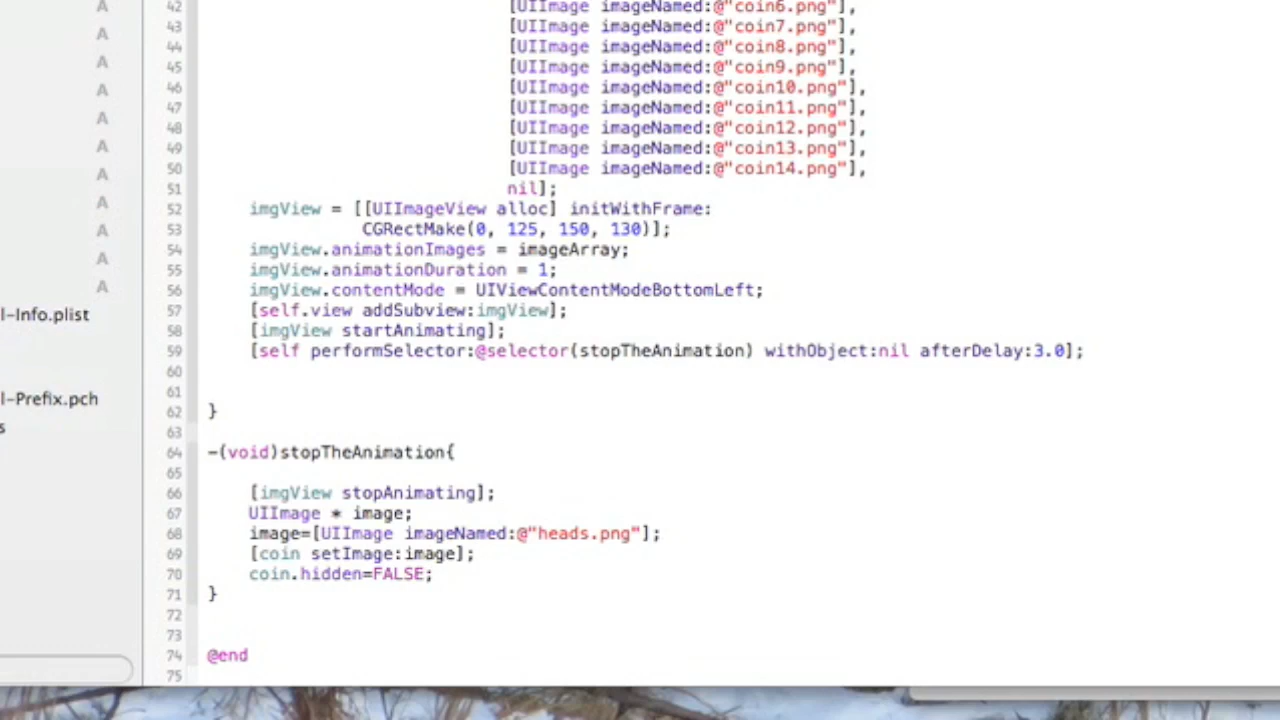 42 [UIImage imageNamed:@"coin6.png"],
43 [UIImage imageNamed:@"coin7.png"],
44 [UIImage imageNamed:@"coin8.png"],
45 [UIImage imageNamed:@"coin9.png"],
46 [UIImage imageNamed:@"coin10.png"],
47 [UIImage imageNamed:@"coin11.png"],
48 [UIImage imageNamed:@"coin12.png"],
49 [UIImage imageNamed:@"coin13.png"],
50 [UIImage imageNamed:@"coin14.png"],
51 nil];
52 imgView = [[UIImageView alloc] initWithFrame:
53 CGRectMake(0, 125, 150, 130)];
54 imgView.animationImages = imageArray;
55 imgView.animationDuration = 1;
56 imgView.contentMode = UIViewContentModeBottomLeft;
57 [self.view addSubview:imgView];
58 [imgView startAnimating];
59 [self performSelector:@selector(stopTheAnimation) withObject:nil afterDelay:3.0];
60
61
62 }
63
64 -(void)stopTheAnimation{
65
66 [imgView stopAnimating];
67 UIImage * image;
68 image=[UIImage imageNamed:@"heads.png"];
69 [coin setImage:image];
70 coin.hidden=FALSE;
71 }
72
73
74 @end
75
A
A
A
A
A
A
A
A
A
A
A
l-Info.plist
l-Prefix.pch
s